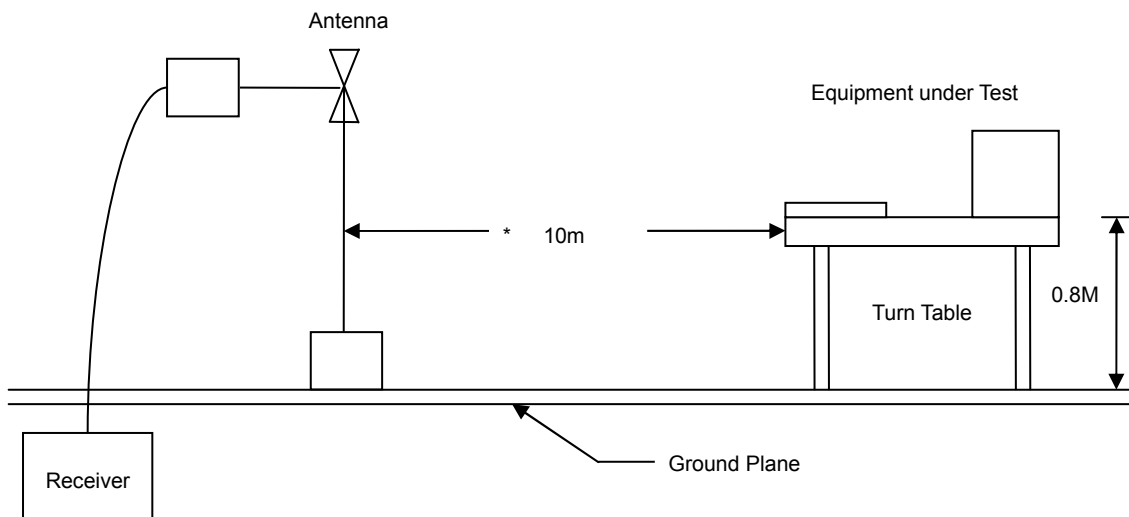 Antenna
Equipment under Test
* 10m
0.8M
Turn Table
Ground Plane
Receiver